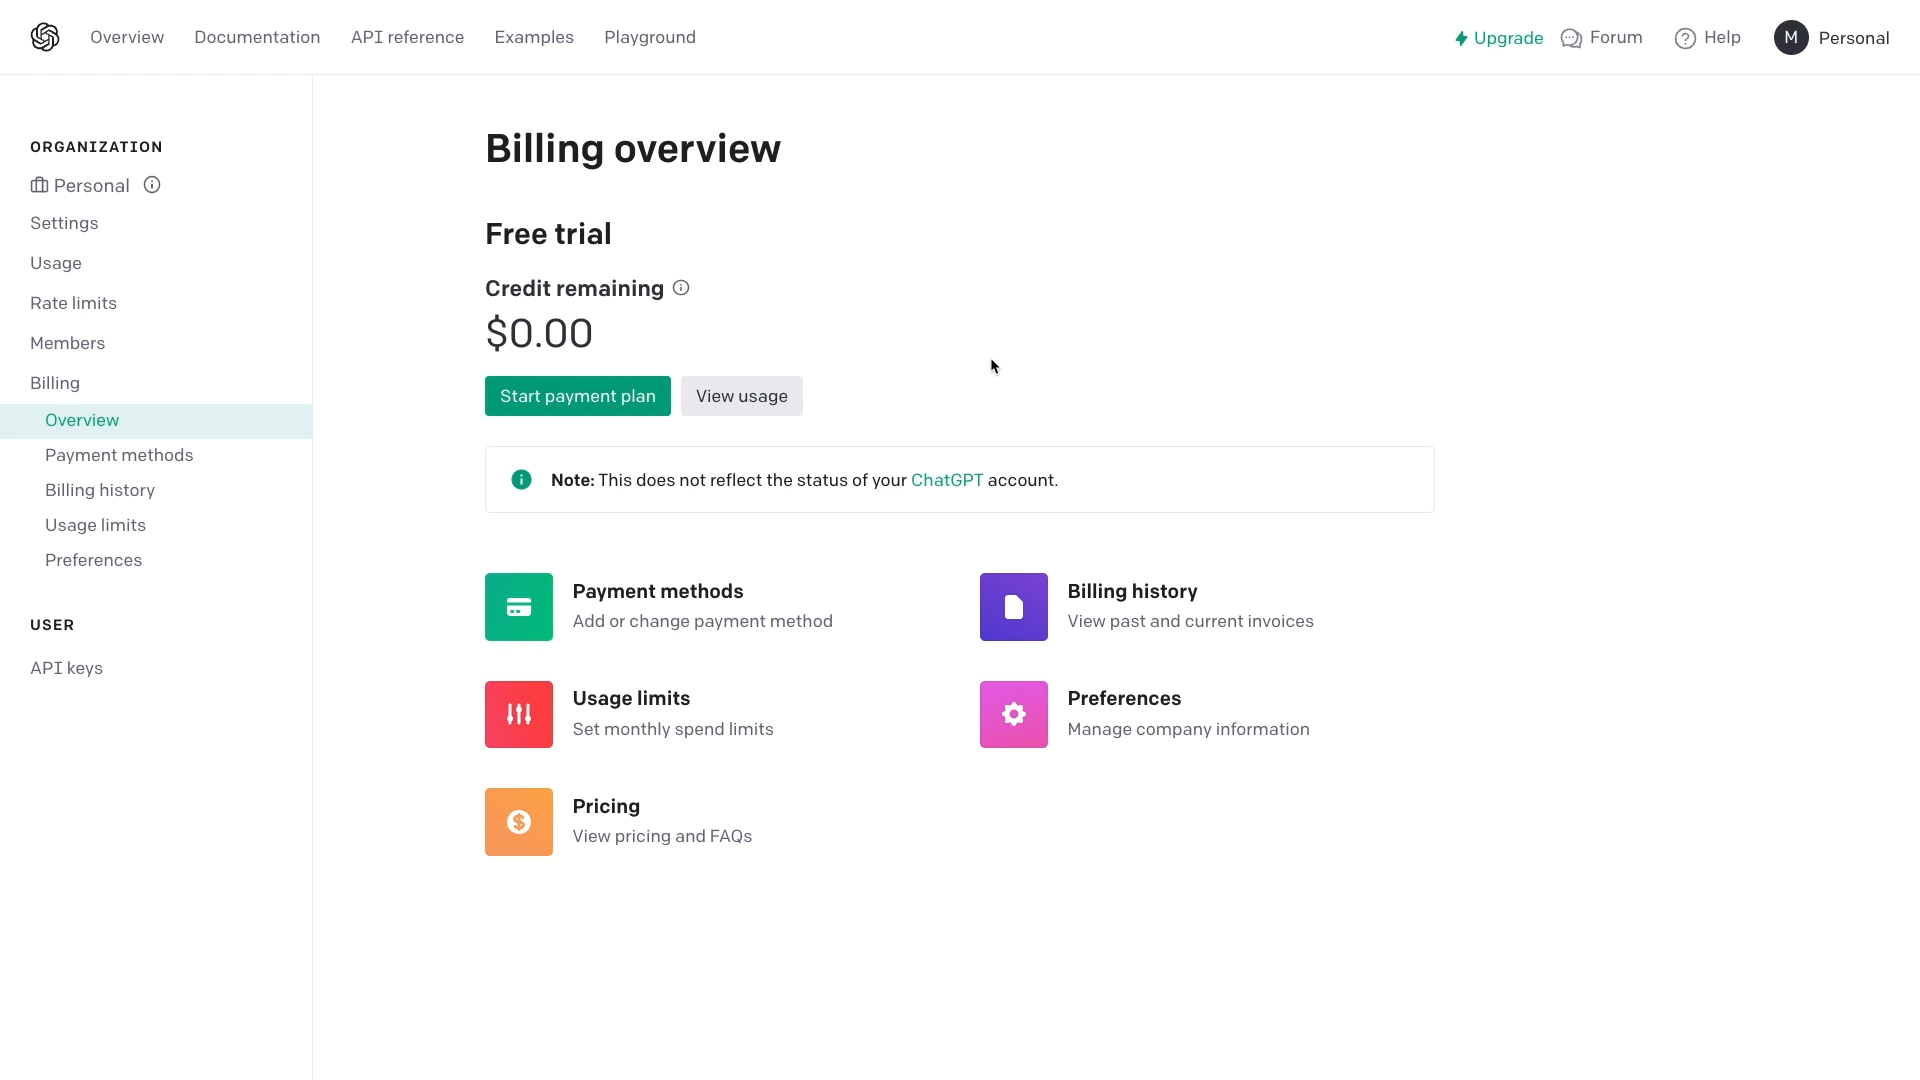 Overview
Documentation
API reference
Examples
Playground
Upgrade
Forum
Help
M
Personal
ORGANIZATION
Personal
Settings
Usage
Rate limits
Members
Billing
Overview
Payment methods
Billing history
Usage limits
Preferences
USER
API keys
Billing overview
Free trial
Credit remaining
$0.00
Start payment plan
View usage
Note: This does not reflect the status of your ChatGPT account.
Payment methods
Add or change payment method
Billing history
View past and current invoices
Usage limits
Set monthly spend limits
Preferences
Manage company information
Pricing
View pricing and FAQs